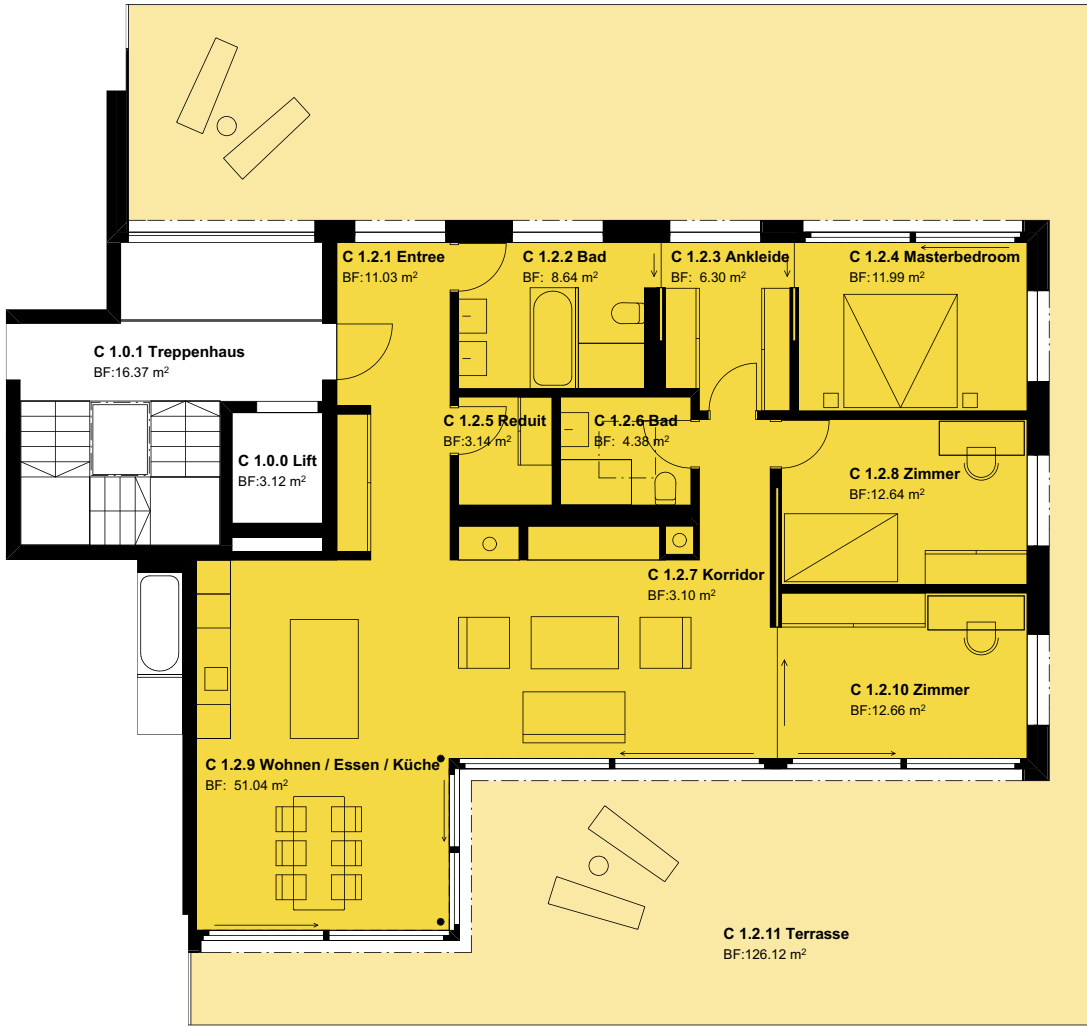 C 1.2.1 Entree
BF:11.03 m²
C 1.2.2 Bad
BF: 8.64 m²
C 1.2.3 Ankleide
BF: 6.30 m²
C 1.2.4 Masterbedroom
BF:11.99 m²
C 1.0.1 Treppenhaus
BF:16.37 m²
C 1.0.0 Lift
BF:3.12 m²
C 1.2.5 Reduit
BF:3.14 m²
C 1.2.6 Bad
BF: 4.38 m²
C 1.2.8 Zimmer
BF:12.64 m²
C 1.2.7 Korridor
BF:3.10 m²
C 1.2.10 Zimmer
BF:12.66 m²
C 1.2.9 Wohnen / Essen / Küche
BF: 51.04 m²
C 1.2.11 Terrasse
BF:126.12 m²